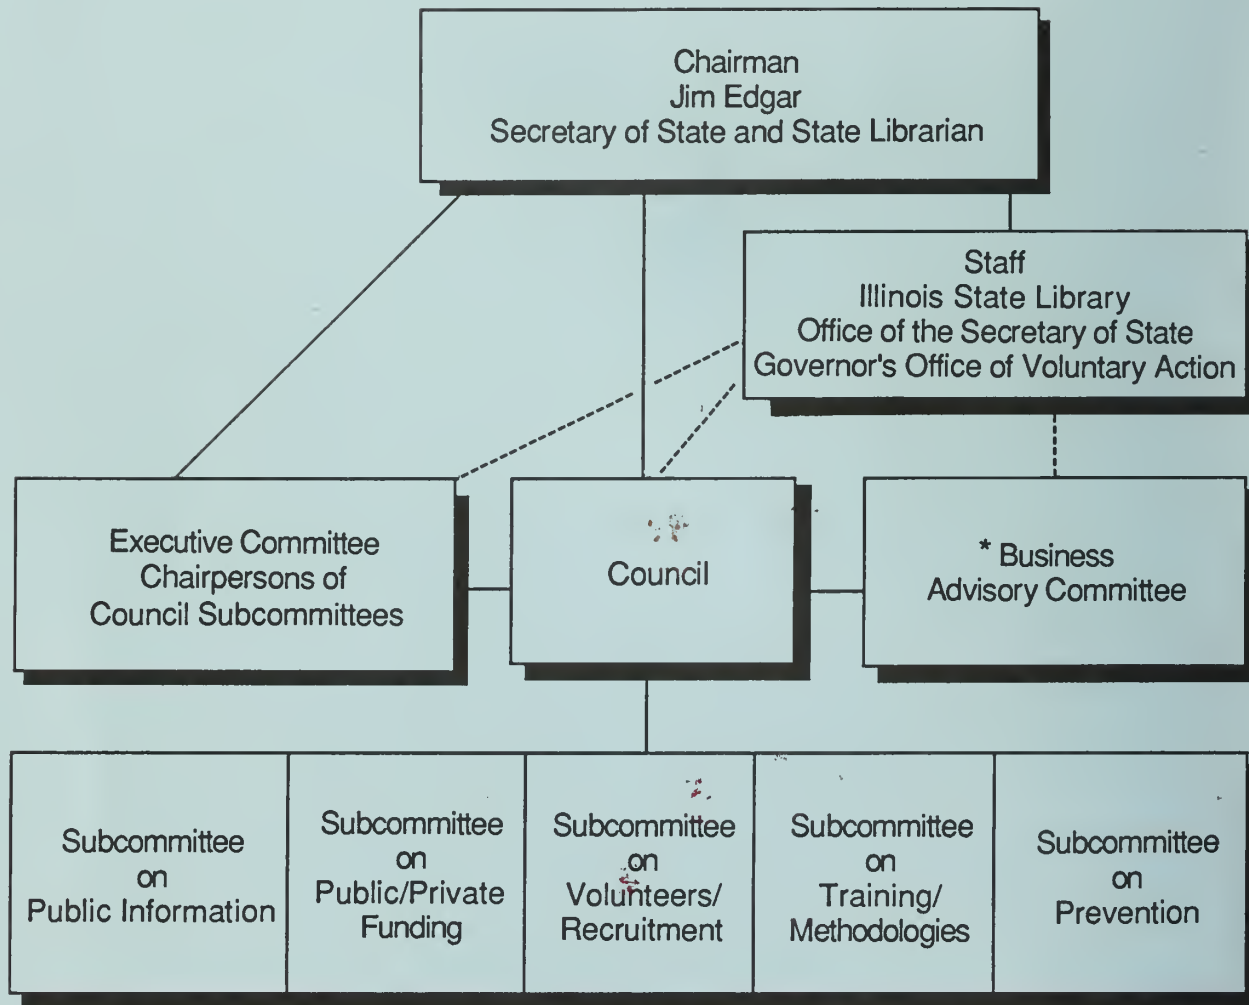 Chairman
Jim Edgar
Secretary of State and State Librarian
Staff
Illinois State Library
Office of the Secretary of State
Governor's Office of Voluntary Action
Executive Committee
Chairpersons of
Council Subcommittees
Council
* Business
Advisory Committee
Subcommittee
on
Public Information
Subcommittee
on
Public/Private
Funding
Subcommittee
on
Volunteers/
Recruitment
Subcommittee
on
Training/
Methodologies
Subcommittee
on
Prevention